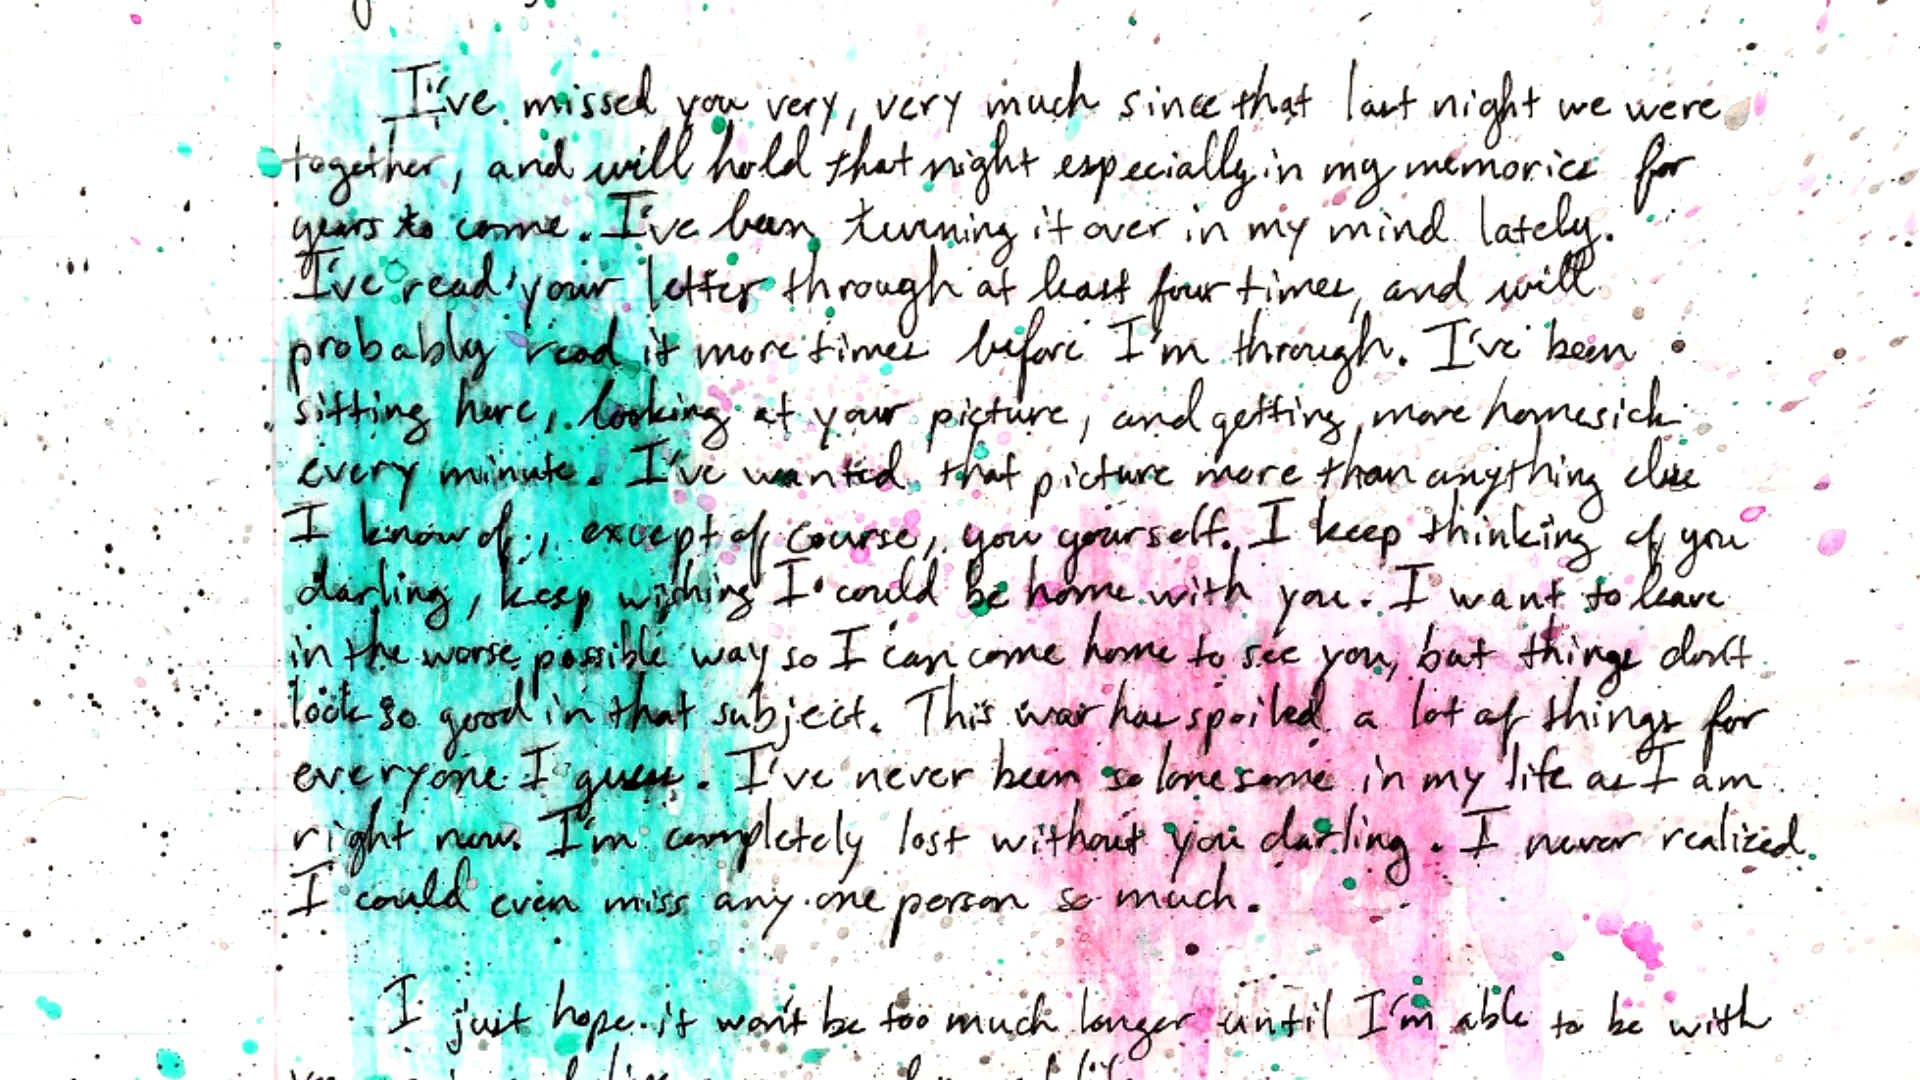 I've missed you very, very much since that last night we were
together, and will hold that night especially in my memories for
years to come. I've been turning it over in my mind lately.
I've read your letter through at least four times, and will
probably read it more times before I'm through. I've been
sitting here, looking at your picture, and getting more homesick
every minute. I've wanted that picture more than anything else
I know of, except of course, you yourself. I keep thinking of you
darling, keep wishing I could be home with you. I want to leave
in the worse possible way so I can come home to see you, but things don't
look so good in that subject. This war has spoiled a lot of things for
everyone I guess. I've never been so lonesome in my life as I am
right now. I'm completely lost without you darling. I never realized
I could even miss any one person so much.
I just hope it won't be too much longer until I'm able to be with